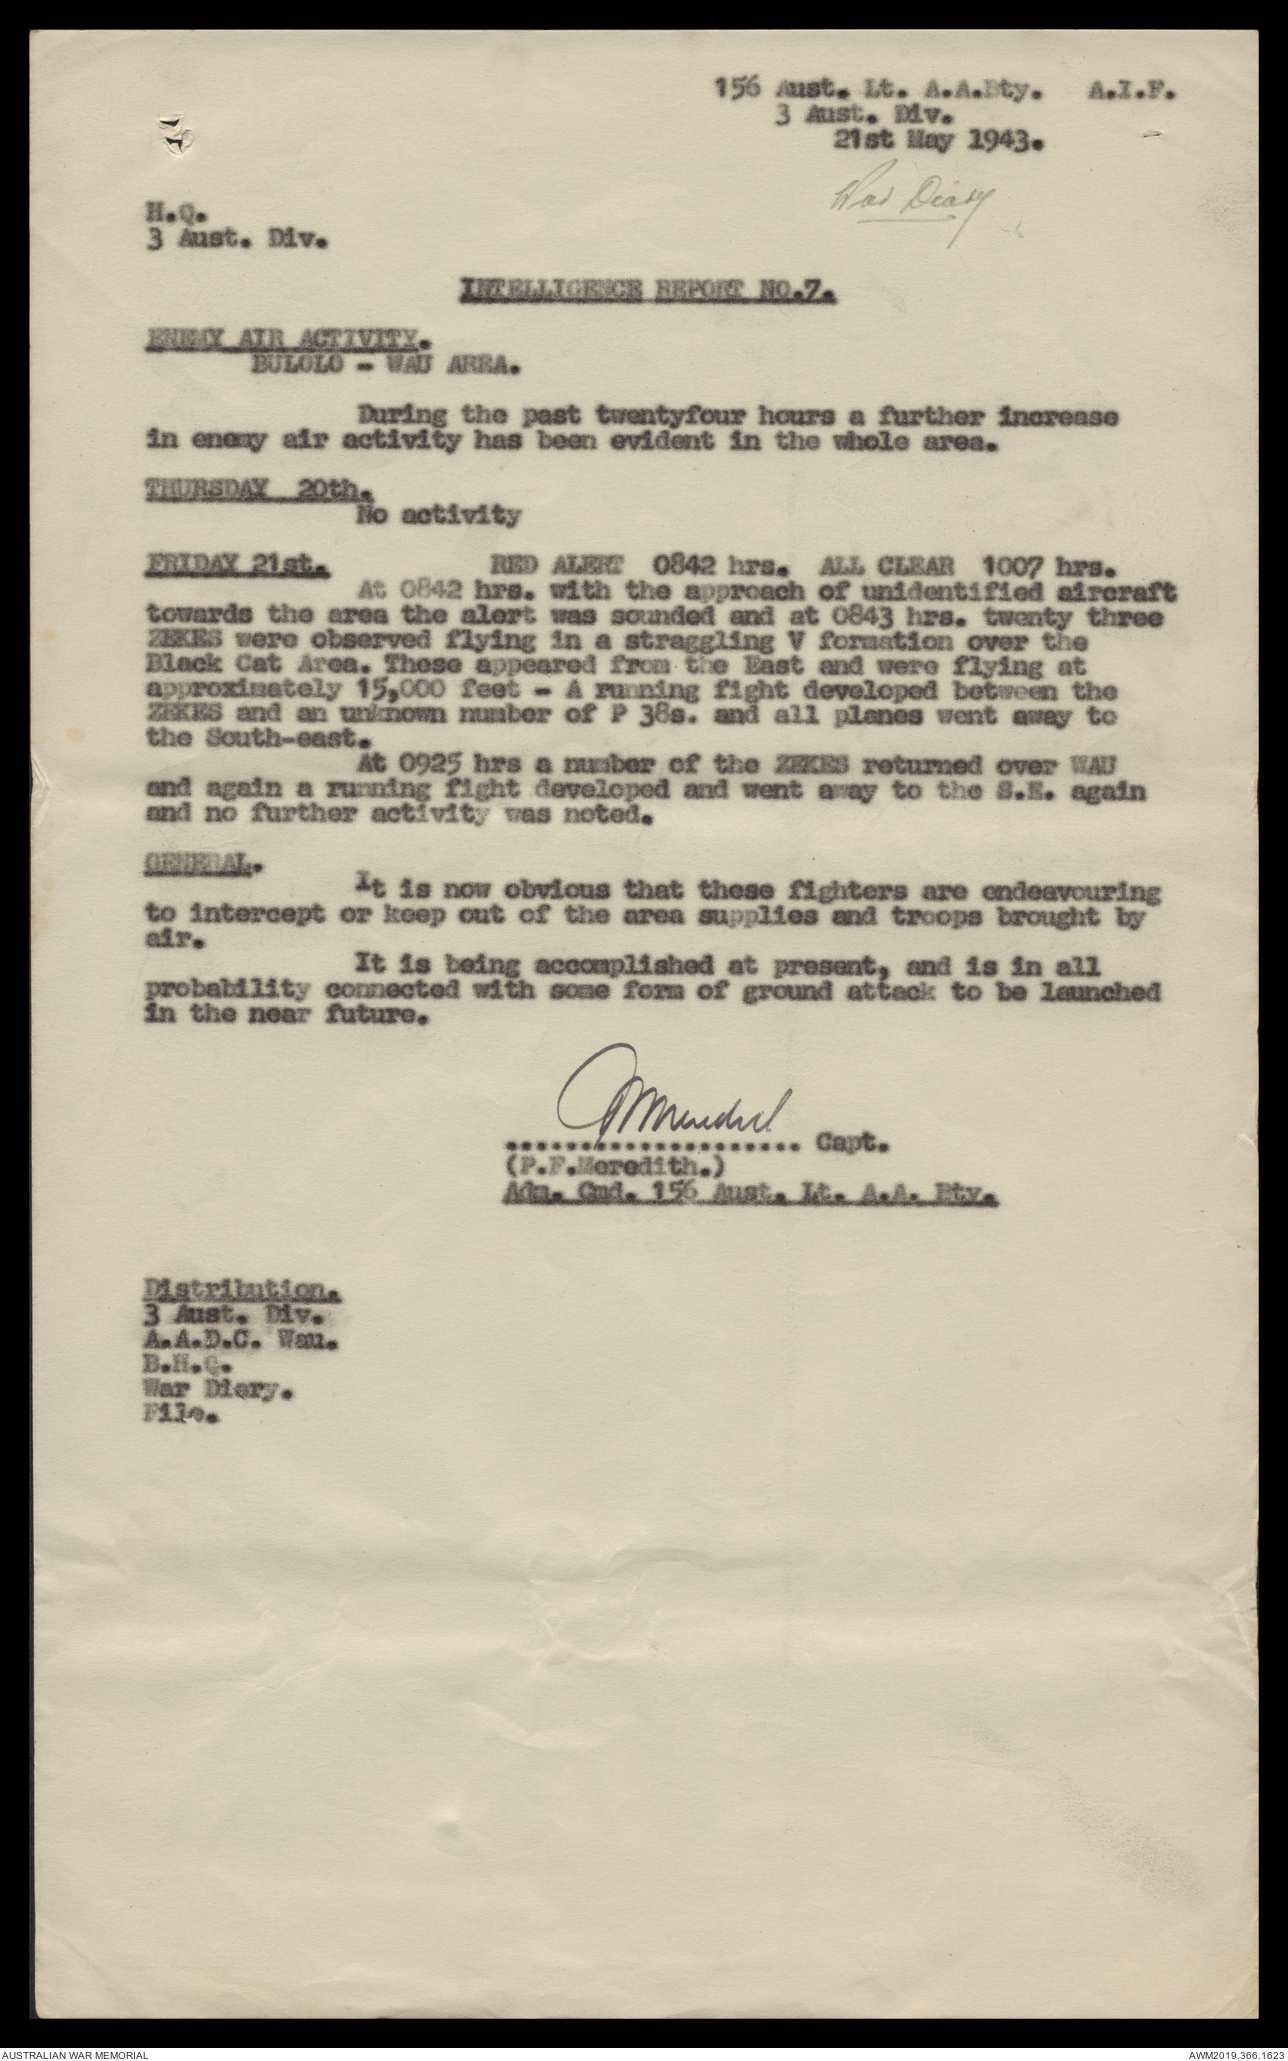 156 Aust. Lt. A.A.Bty.   A.I.F.
3 Aust. Div.
21st May 1943.
War Diary
H.Q.
3 Aust. Div.
INTELLIGENCE REPORT NO.7.
ENEMY AIR ACTIVITY.
BULOLO - WAU AREA.
During the past twentyfour hours a further increase
in enemy air activity has been evident in the whole area.
THURSDAY  20th.
No activity
FRIDAY 21st.   RED ALERT  0842 hrs.  ALL CLEAR  1007 hrs.
At 0842 hrs. with the approach of unidentified aircraft
towards the area the alert was sounded and at 0843 hrs. twenty three
ZEKES were observed flying in a straggling V formation over the
Black Cat Area. These appeared from the East and were flying at
approximately 15,000 feet - A running fight developed between the
ZEKES and an unknown number of P 38s. and all planes went away to
the South-east.
At 0925 hrs a number of the ZEKES returned over WAU
and again a running fight developed and went away to the S.E. again
and no further activity was noted.
GENERAL.
It is now obvious that these fighters are endeavouring
to intercept or keep out of the area supplies and troops brought by
air.
It is being accomplished at present, and is in all
probability connected with some form of ground attack to be launched
in the near future.
.................... Capt.
(P.F.Meredith.)
Adm. Cmd. 156 Aust. Lt. A.A. Bty.
Distribution.
3 Aust. Div.
A.A.D.C. Wau.
B.H.Q.
War Diary.
File.
AUSTRALIAN WAR MEMORIAL
AWM2019.366.1623